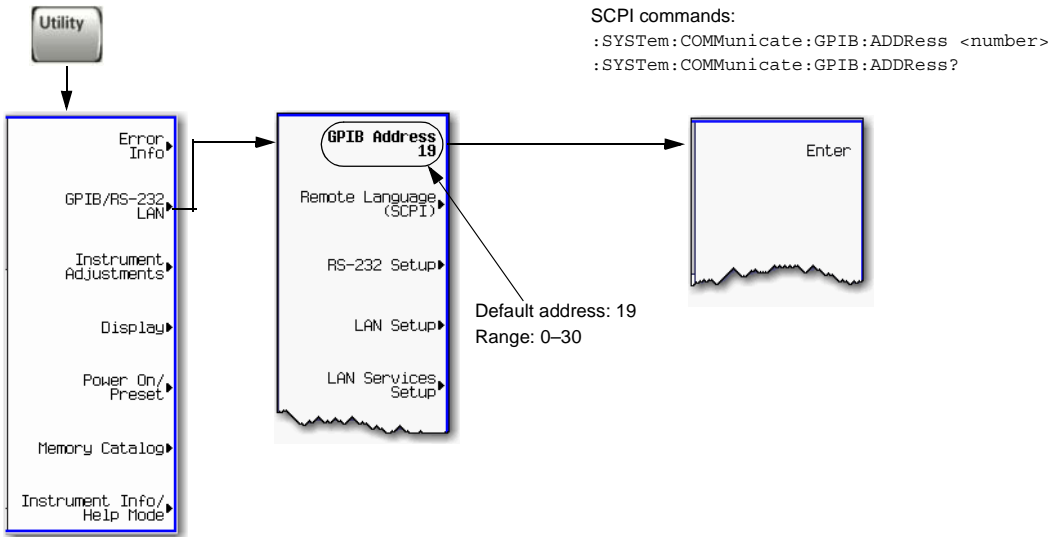 Utility
SCPI commands:
:SYSTem:COMMunicate:GPIB:ADDRess <number>
:SYSTem:COMMunicate:GPIB:ADDRess?
Error
Info
GPIB/RS-232
LAN
Instrument
Adjustments
Display
Power On/
Preset
Memory Catalog
Instrument Info/
Help Mode
GPIB Address
19
Remote Language
(SCPI)
RS-232 Setup
LAN Setup
LAN Services
Setup
Default address: 19
Range: 0–30
Enter